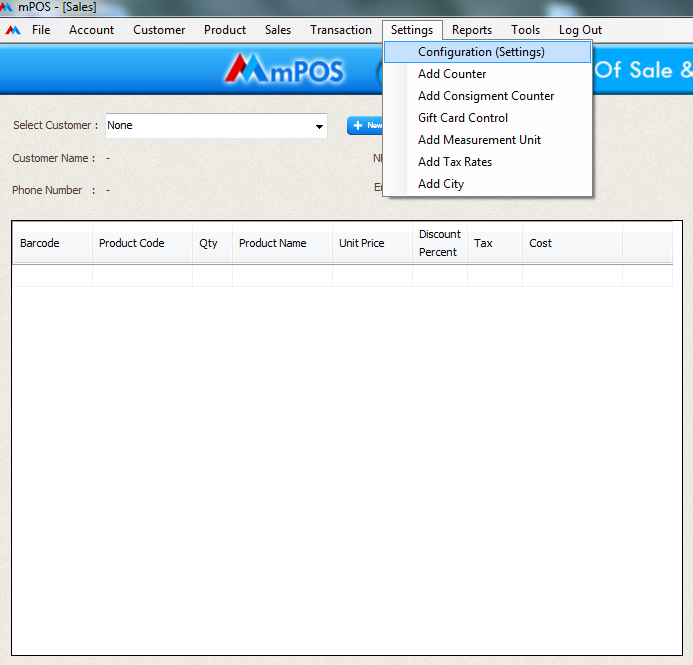 mPOS - [Sales]
File Account Customer Product Sales Transaction Settings Reports Tools Log Out
mPOS Of Sale &
Configuration (Settings)
Add Counter
Add Consigment Counter
Gift Card Control
Add Measurement Unit
Add Tax Rates
Add City
Select Customer : None New
Customer Name : -
Phone Number : -
Barcode Product Code Qty Product Name Unit Price Discount Percent Tax Cost